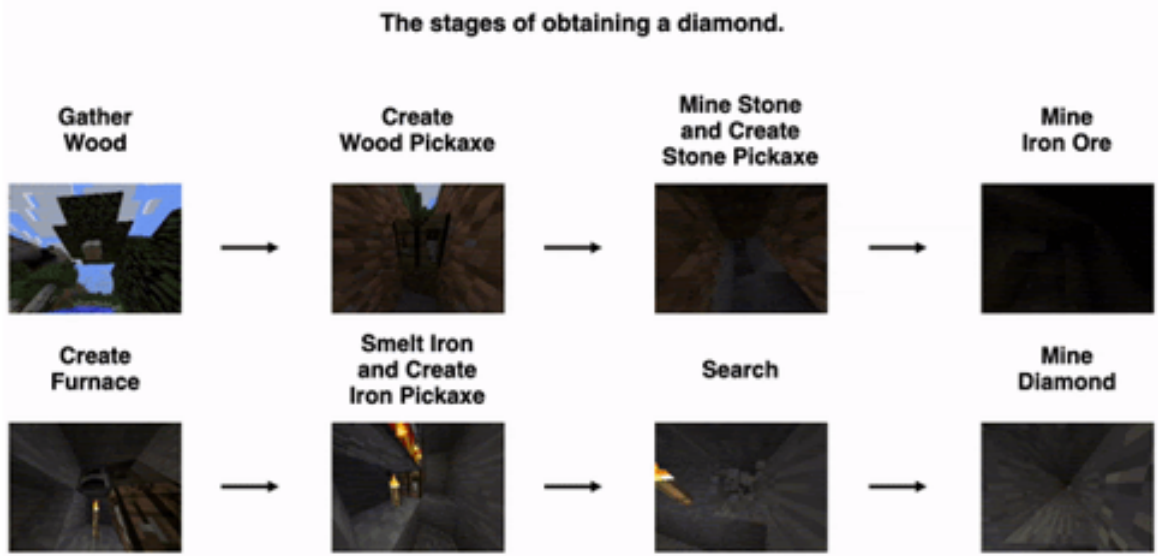 The stages of obtaining a diamond.
Gather
Wood
Create
Wood Pickaxe
Mine Stone
and Create
Stone Pickaxe
Mine
Iron Ore
Create
Furnace
Smelt Iron
and Create
Iron Pickaxe
Search
Mine
Diamond